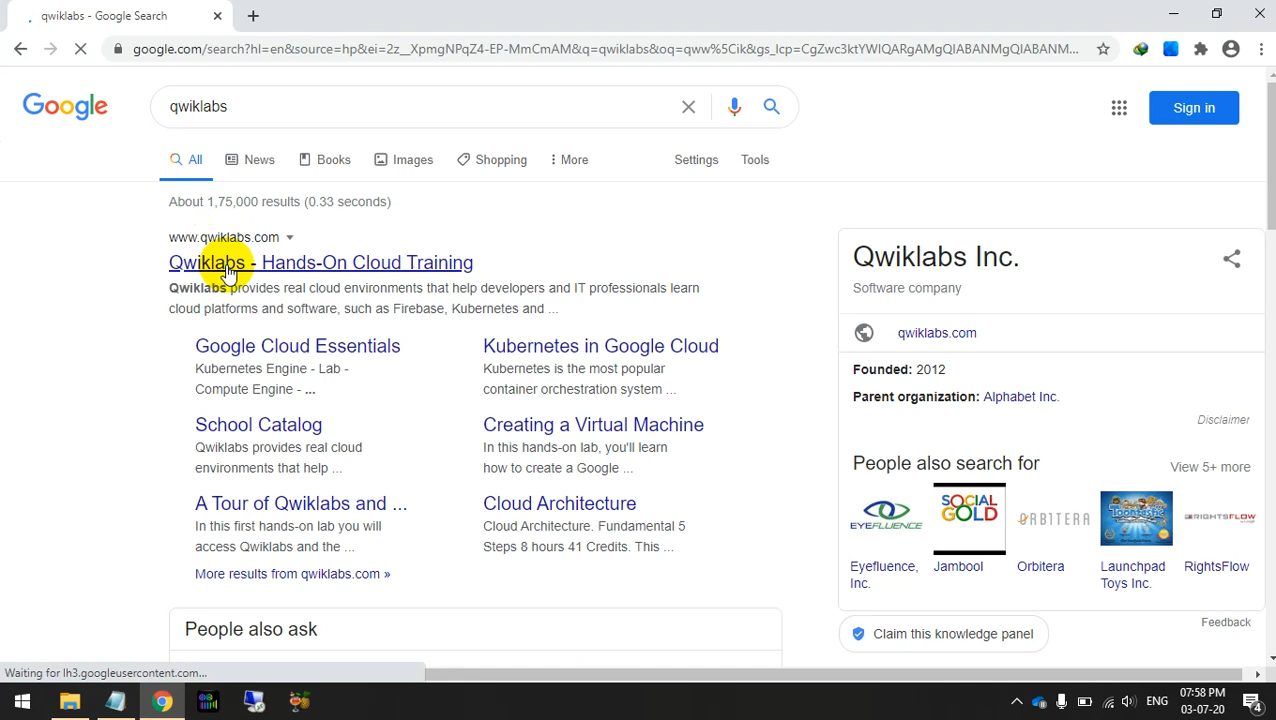 qwiklabs - Google Search
google.com/search?hl=en&source=hp&ei=2z__XpmgNPqZ4-EP-MmCmAM&q=qwiklabs&oq=qww%5Cik&gs_lcp=CgZwc3ktYWIQARgAMgQIABANMgQIABANM...
Google
qwiklabs
Sign in
All
News
Books
Images
Shopping
More
Settings
Tools
About 1,75,000 results (0.33 seconds)
www.qwiklabs.com
Qwiklabs - Hands-On Cloud Training
Qwiklabs provides real cloud environments that help developers and IT professionals learn
cloud platforms and software, such as Firebase, Kubernetes and ...
Google Cloud Essentials
Kubernetes Engine - Lab -
Compute Engine - ...
Kubernetes in Google Cloud
Kubernetes is the most popular
container orchestration system ...
School Catalog
Qwiklabs provides real cloud
environments that help ...
Creating a Virtual Machine
In this hands-on lab, you'll learn
how to create a Google ...
A Tour of Qwiklabs and ...
In this first hands-on lab you will
access Qwiklabs and the ...
Cloud Architecture
Cloud Architecture. Fundamental 5
Steps 8 hours 41 Credits. This ...
More results from qwiklabs.com »
People also ask
Qwiklabs Inc.
Software company
qwiklabs.com
Founded: 2012
Parent organization: Alphabet Inc.
Disclaimer
People also search for
View 5+ more
EYEFLUENCE
SOCIAL
GOLD
ORBITERA
Toontastic
RIGHTSFLOW
Eyefluence,
Inc.
Jambool
Orbitera
Launchpad
Toys Inc.
RightsFlow
Feedback
Claim this knowledge panel
Waiting for lh3.googleusercontent.com...
ENG
07:58 PM
03-07-20
4